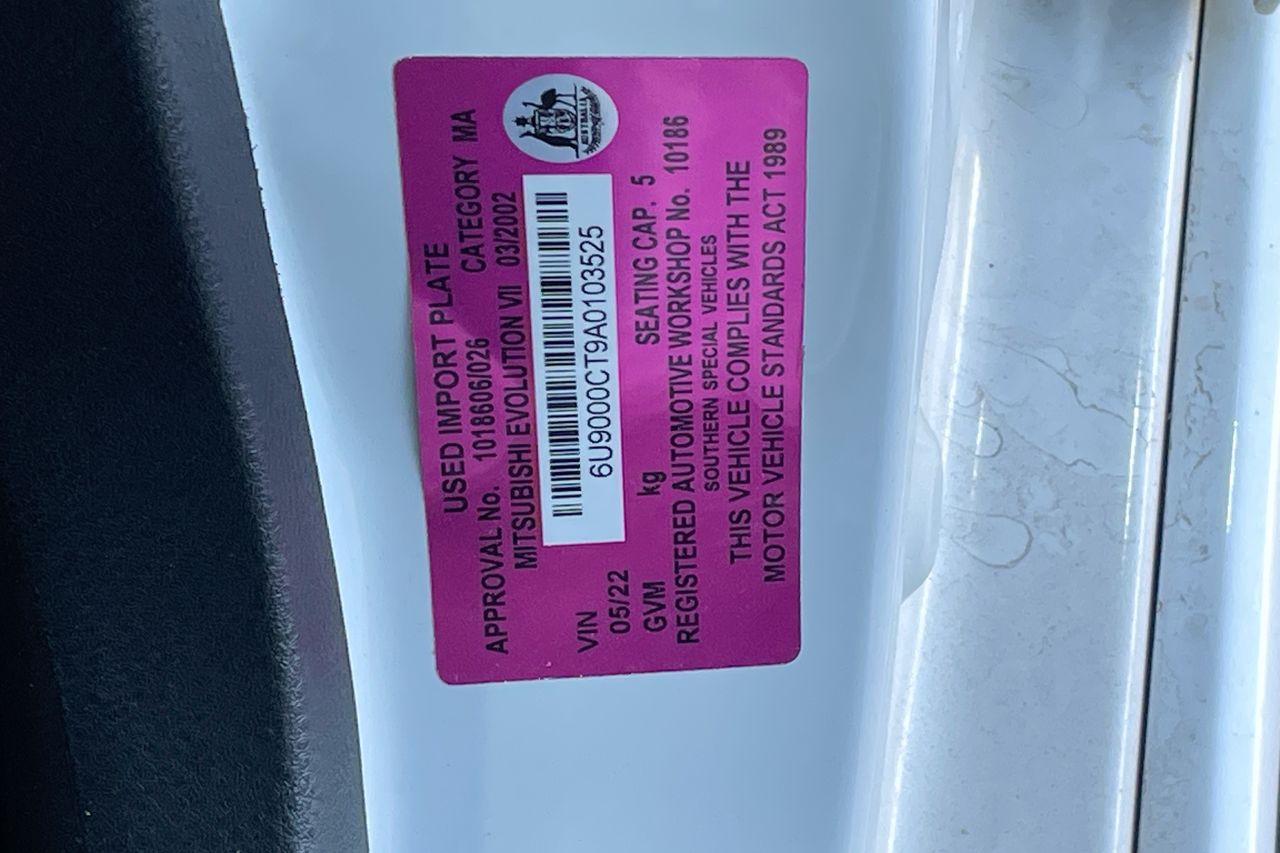 USED IMPORT PLATE
APPROVAL No. 1018606/026 CATEGORY MA
MITSUBISHI EVOLUTION VII 03/2002
AUSTRALIA
VIN 6U9000CT9A0103525
05/22
GVM kg SEATING CAP. 5
REGISTERED AUTOMOTIVE WORKSHOP No. 10186
SOUTHERN SPECIAL VEHICLES
THIS VEHICLE COMPLIES WITH THE
MOTOR VEHICLE STANDARDS ACT 1989